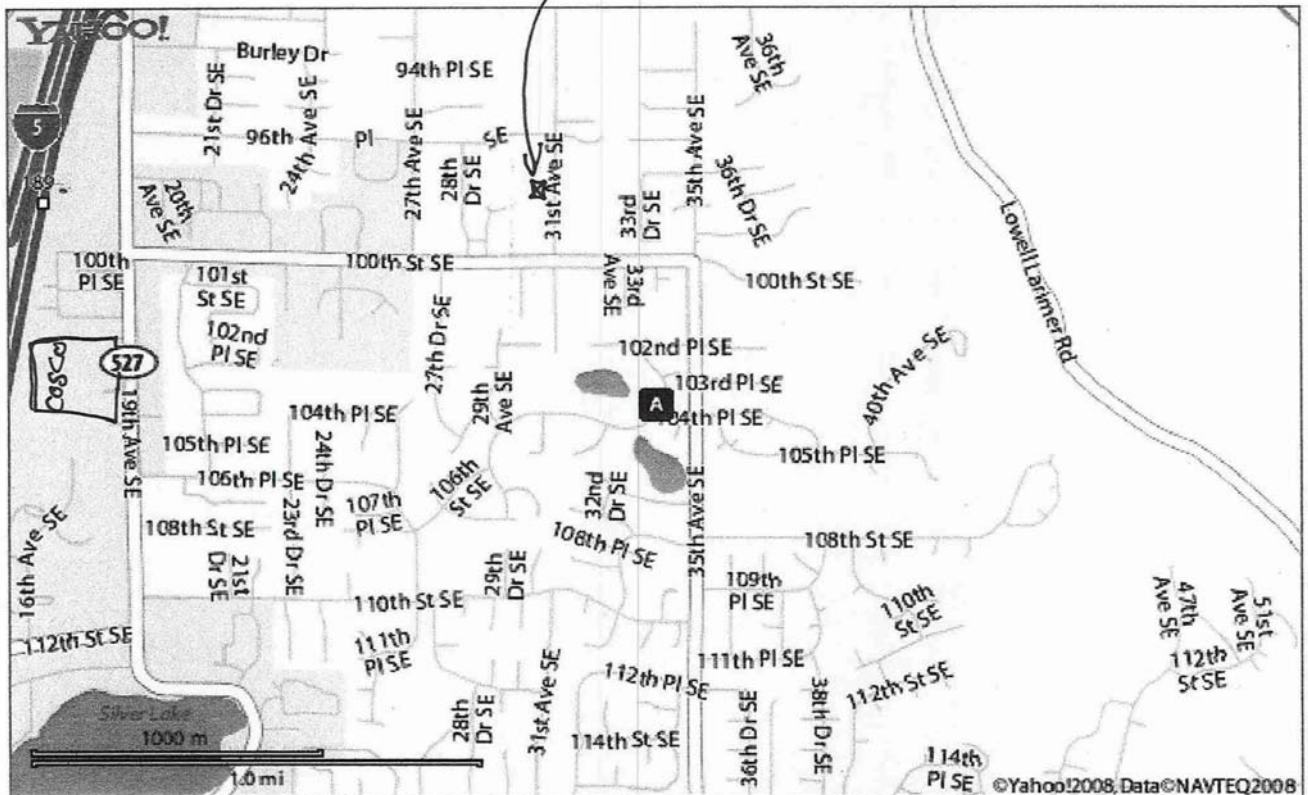 YAHOO!
Burley Dr
94th Pl SE
36th
Ave SE
5
21st Dr SE
24th Ave SE
96th Pl SE
27th Ave SE
28th
Dr SE
31st Ave SE
35th Ave SE
189
20th
Ave SE
33rd
Dr SE
36th Dr SE
100th
Pl SE
100th St SE
33rd
Ave SE
100th St SE
Lowell Larimer Rd
101st
St SE
102nd
Pl SE
27th Dr SE
102nd Pl SE
COSCO
527
19th Ave SE
29th
Ave SE
103rd Pl SE
40th Ave SE
A
104th Pl SE
104th Pl SE
105th Pl SE
105th Pl SE
24th Dr SE
106th Pl SE
106th
St SE
107th
Pl SE
32nd
Dr SE
35th Ave SE
16th Ave SE
108th St SE
23rd Dr SE
108th Pl SE
108th St SE
21st
Dr SE
29th
Dr SE
109th
Pl SE
110th St SE
110th
St SE
47th
Ave SE
51st
Ave SE
112th St SE
111th
Pl SE
111th Pl SE
112th
St SE
112th Pl SE
112th St SE
Silver Lake
28th
Dr SE
31st Ave SE
36th Dr SE
38th Dr SE
1000 m
114th St SE
1.0 mi
114th
Pl SE
©Yahoo!2008, Data©NAVTEQ2008